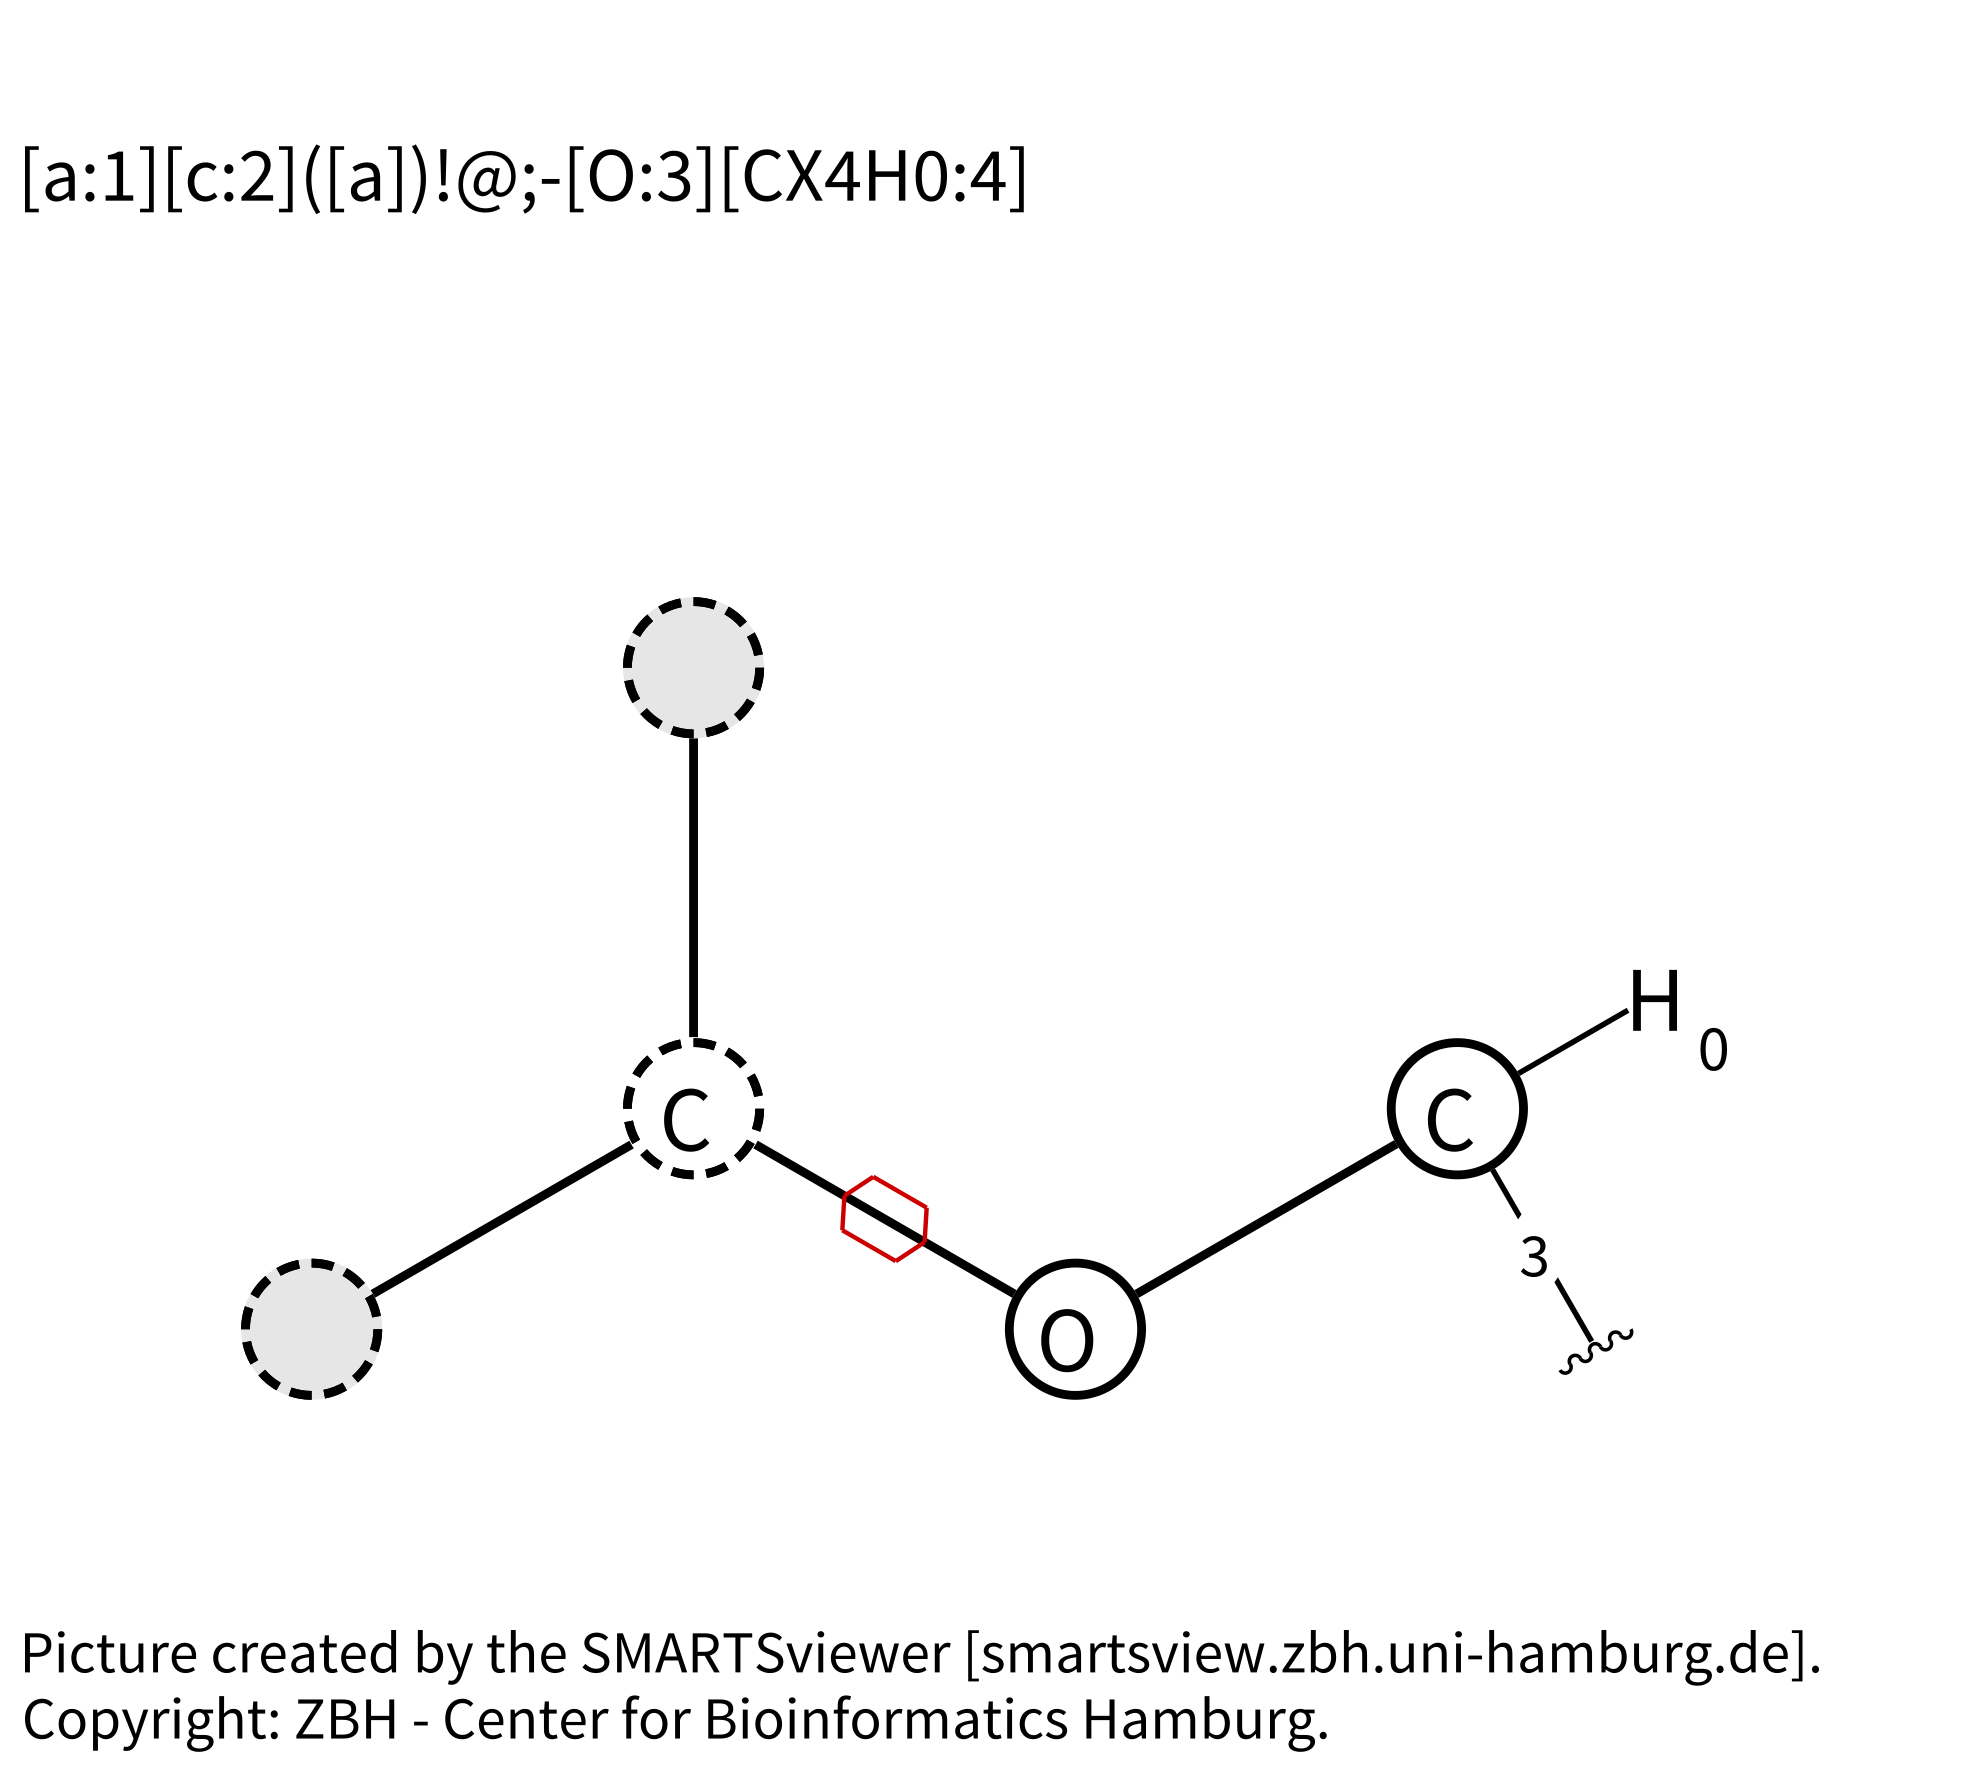 [a:1][c:2]([a])!@;-[O:3][CX4H0:4]
H
0
C
C
3
O
Picture created by the SMARTSviewer [smartsview.zbh.uni-hamburg.de].
Copyright: ZBH - Center for Bioinformatics Hamburg.